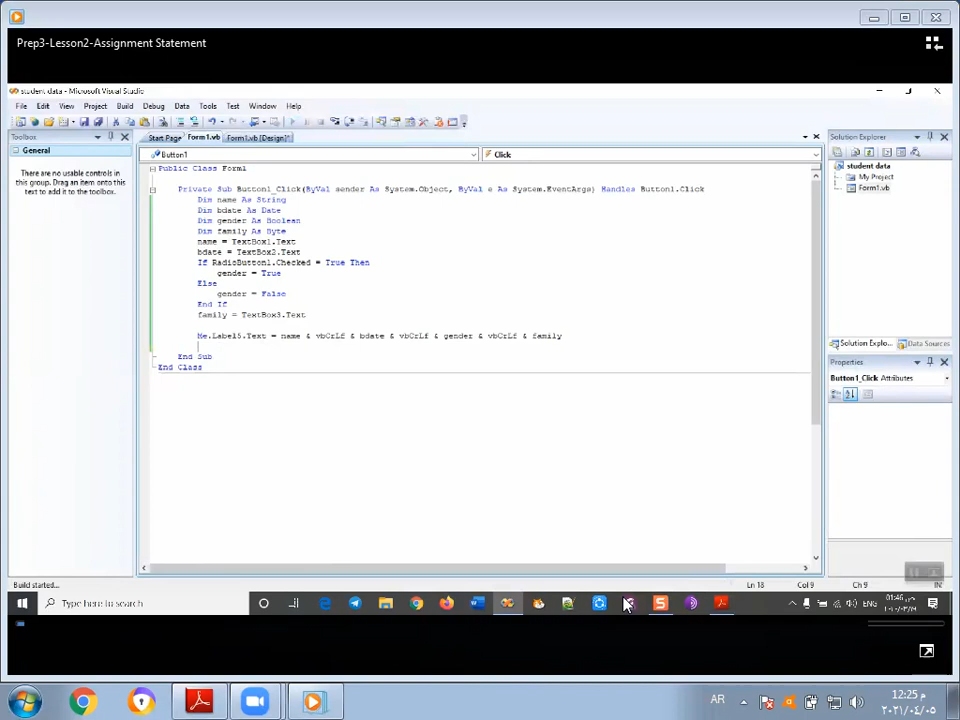 Prep3-Lesson2-Assignment Statement
student data - Microsoft Visual Studio
File Edit View Project Build Debug Data Tools Test Window Help
Toolbox
General
There are no usable controls in
this group. Drag an item onto this
text to add it to the toolbox.
Start Page Form1.vb Form1.vb [Design]*
Button1 Click
Public Class Form1
Private Sub Button1_Click(ByVal sender As System.Object, ByVal e As System.EventArgs) Handles Button1.Click
Dim name As String
Dim bdate As Date
Dim gender As Boolean
Dim family As Byte
name = TextBox1.Text
bdate = TextBox2.Text
If RadioButton1.Checked = True Then
gender = True
Else
gender = False
End If
family = TextBox3.Text
Me.Label5.Text = name & vbCrLf & bdate & vbCrLf & gender & vbCrLf & family
End Sub
End Class
Solution Explorer
student data
My Project
Form1.vb
Solution Explo... Data Sources
Properties
Button1_Click Attributes
Build started... Ln 18 Col 9 Ch 9 IN
Type here to search
ENG
AR
12:25 م
٢٠٢١/٠٤/٠٥